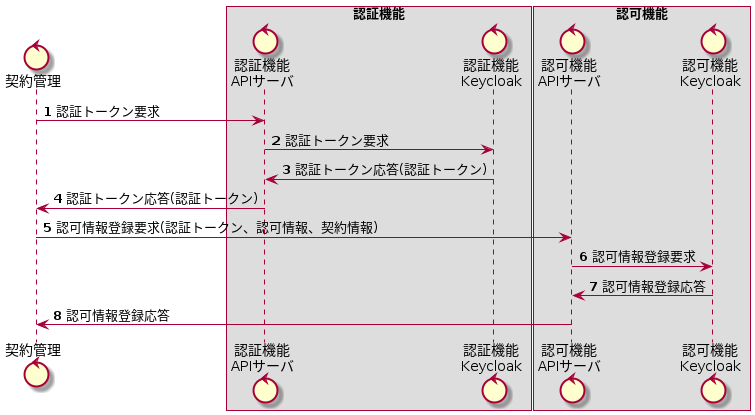 認証機能
認可機能
契約管理
認証機能
APIサーバ
認証機能
Keycloak
認可機能
APIサーバ
認可機能
Keycloak
1 認証トークン要求
2 認証トークン要求
3 認証トークン応答(認証トークン)
4 認証トークン応答(認証トークン)
5 認可情報登録要求(認証トークン、認可情報、契約情報)
6 認可情報登録要求
7 認可情報登録応答
8 認可情報登録応答
契約管理
認証機能
APIサーバ
認証機能
Keycloak
認可機能
APIサーバ
認可機能
Keycloak